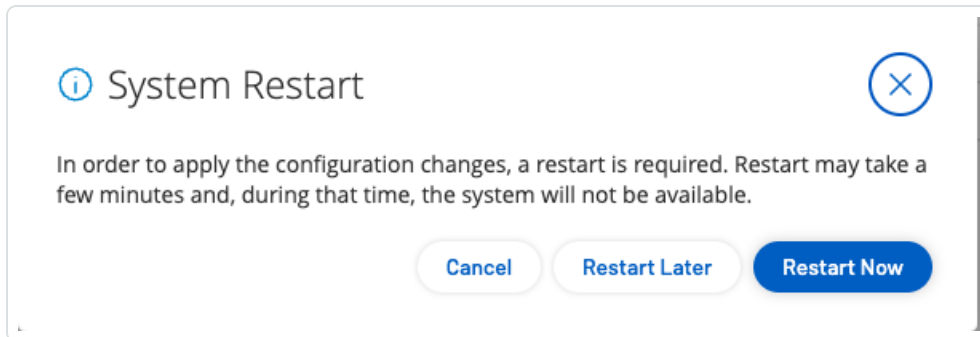 System Restart
In order to apply the configuration changes, a restart is required. Restart may take a
few minutes and, during that time, the system will not be available.
Cancel Restart Later Restart Now